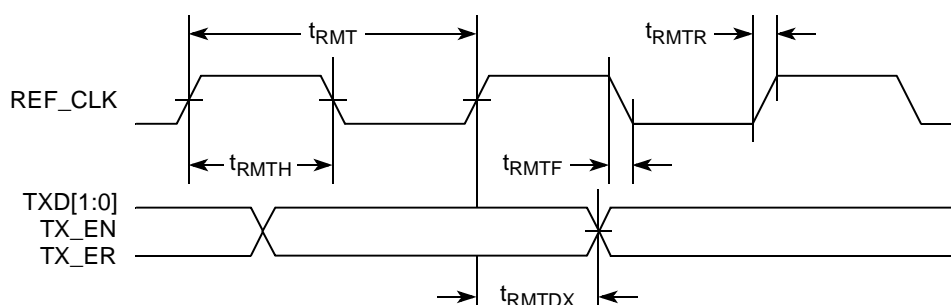 tRMT
tRMTR
REF_CLK
tRMTH
tRMTF
TXD[1:0]
TX_EN
TX_ER
tRMTDX